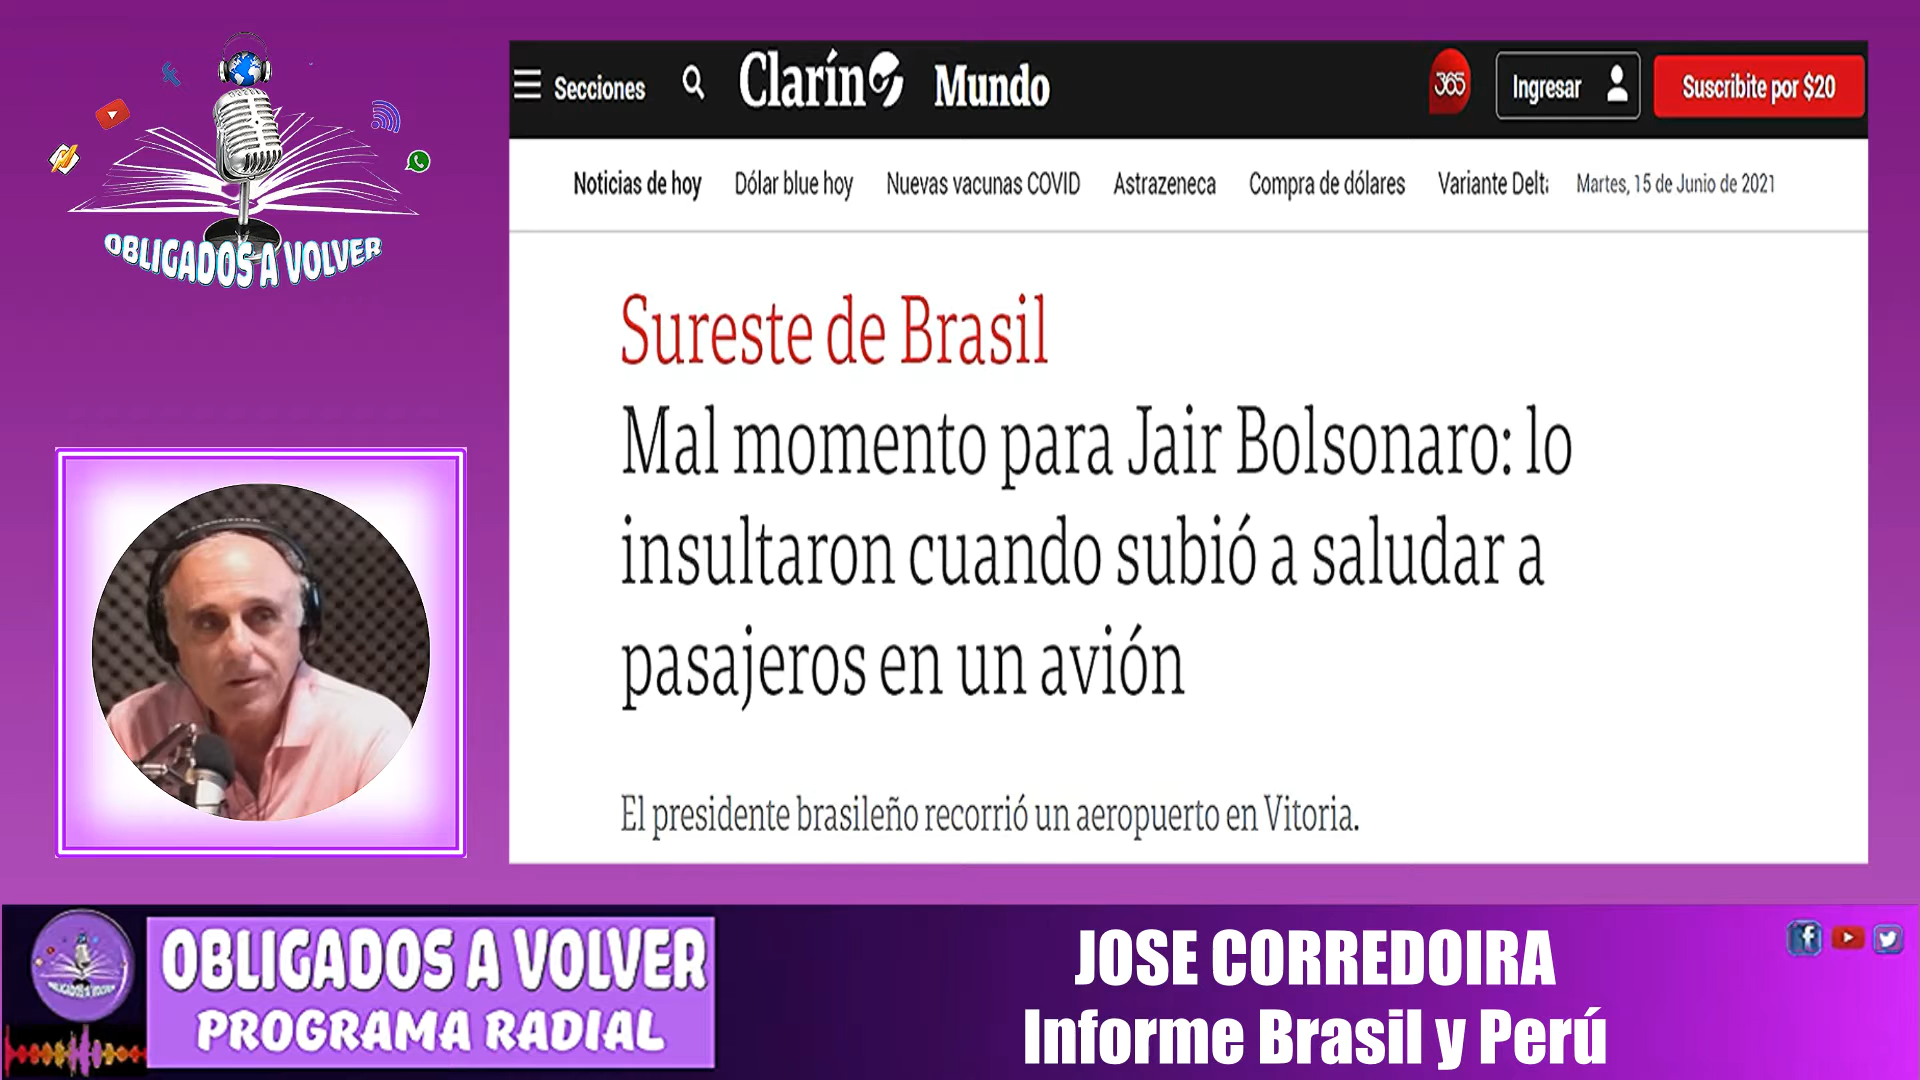 OBLIGADOS A VOLVER
Secciones
Clarín
Mundo
365
Ingresar
Suscribite por $20
Noticias de hoy
Dólar blue hoy
Nuevas vacunas COVID
Astrazeneca
Compra de dólares
Variante Delta
Martes, 15 de Junio de 2021
Sureste de Brasil
Mal momento para Jair Bolsonaro: lo
insultaron cuando subió a saludar a
pasajeros en un avión
El presidente brasileño recorrió un aeropuerto en Vitoria.
OBLIGADOS A VOLVER
OBLIGADOS A VOLVER
PROGRAMA RADIAL
JOSE CORREDOIRA
Informe Brasil y Perú